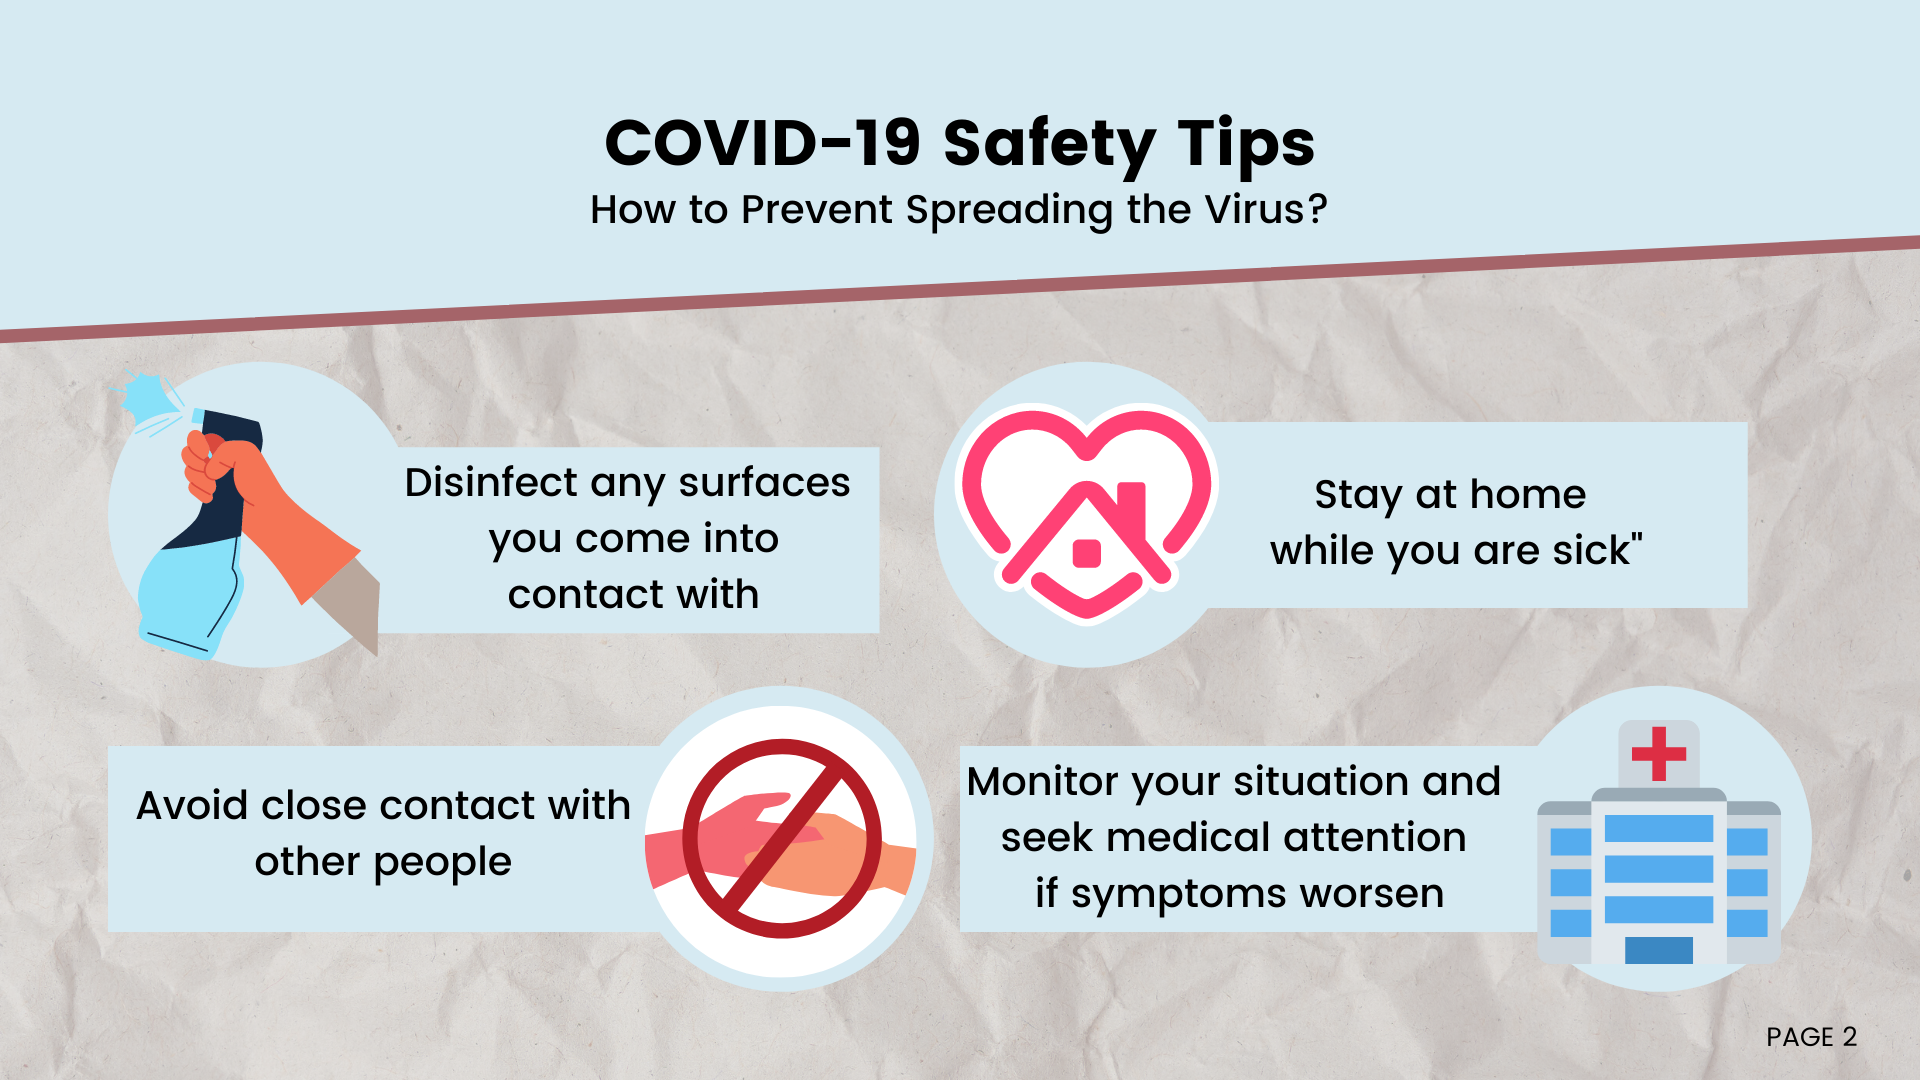 COVID-19 Safety Tips
How to Prevent Spreading the Virus?
Disinfect any surfaces
you come into
contact with
Stay at home
while you are sick"
Avoid close contact with
other people
Monitor your situation and
seek medical attention
if symptoms worsen
PAGE 2